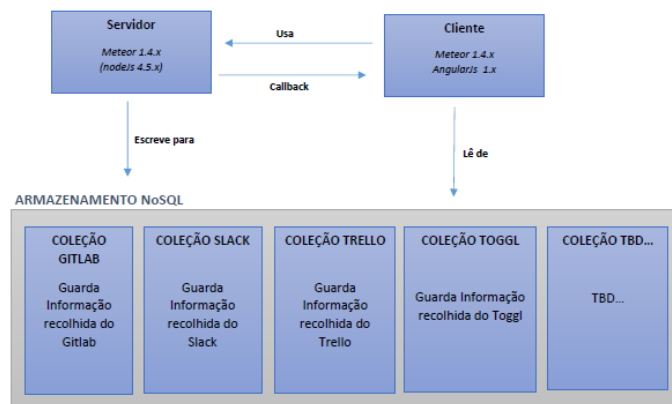 Servidor
Meteor 1.4.x
(nodeJs 4.5.x)
Usa
Callback
Cliente
Meteor 1.4.x
AngularJs 1.x
Escreve para
Lê de
ARMAZENAMENTO NoSQL
COLEÇÃO
GITLAB
Guarda
Informação
recolhida do
Gitlab
COLEÇÃO SLACK
Guarda
Informação
recolhida do
Slack
COLEÇÃO TRELLO
Guarda
Informação
recolhida do
Trello
COLEÇÃO TOGGL
Guarda Informação
recolhida do Toggl
COLEÇÃO TBD...
TBD...